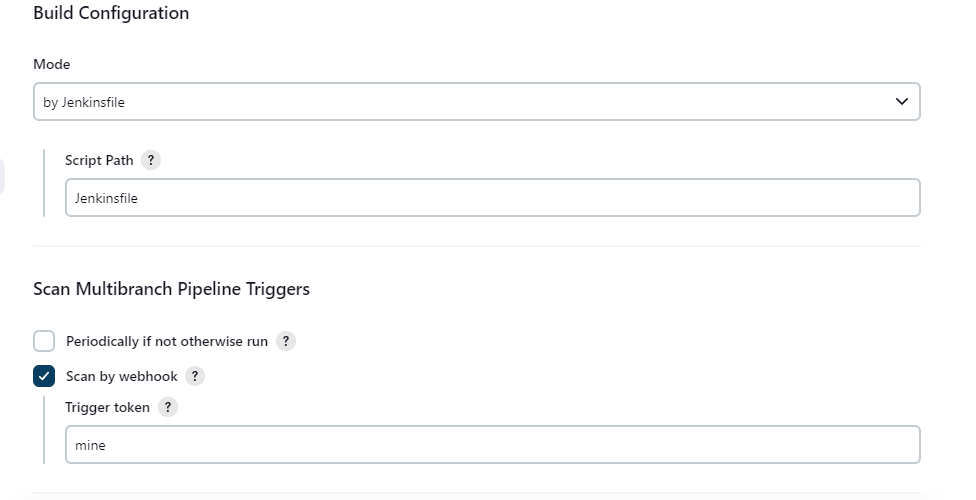 Build Configuration
Mode
by Jenkinsfile
Script Path ?
Jenkinsfile
Scan Multibranch Pipeline Triggers
Periodically if not otherwise run ?
Scan by webhook ?
Trigger token ?
mine